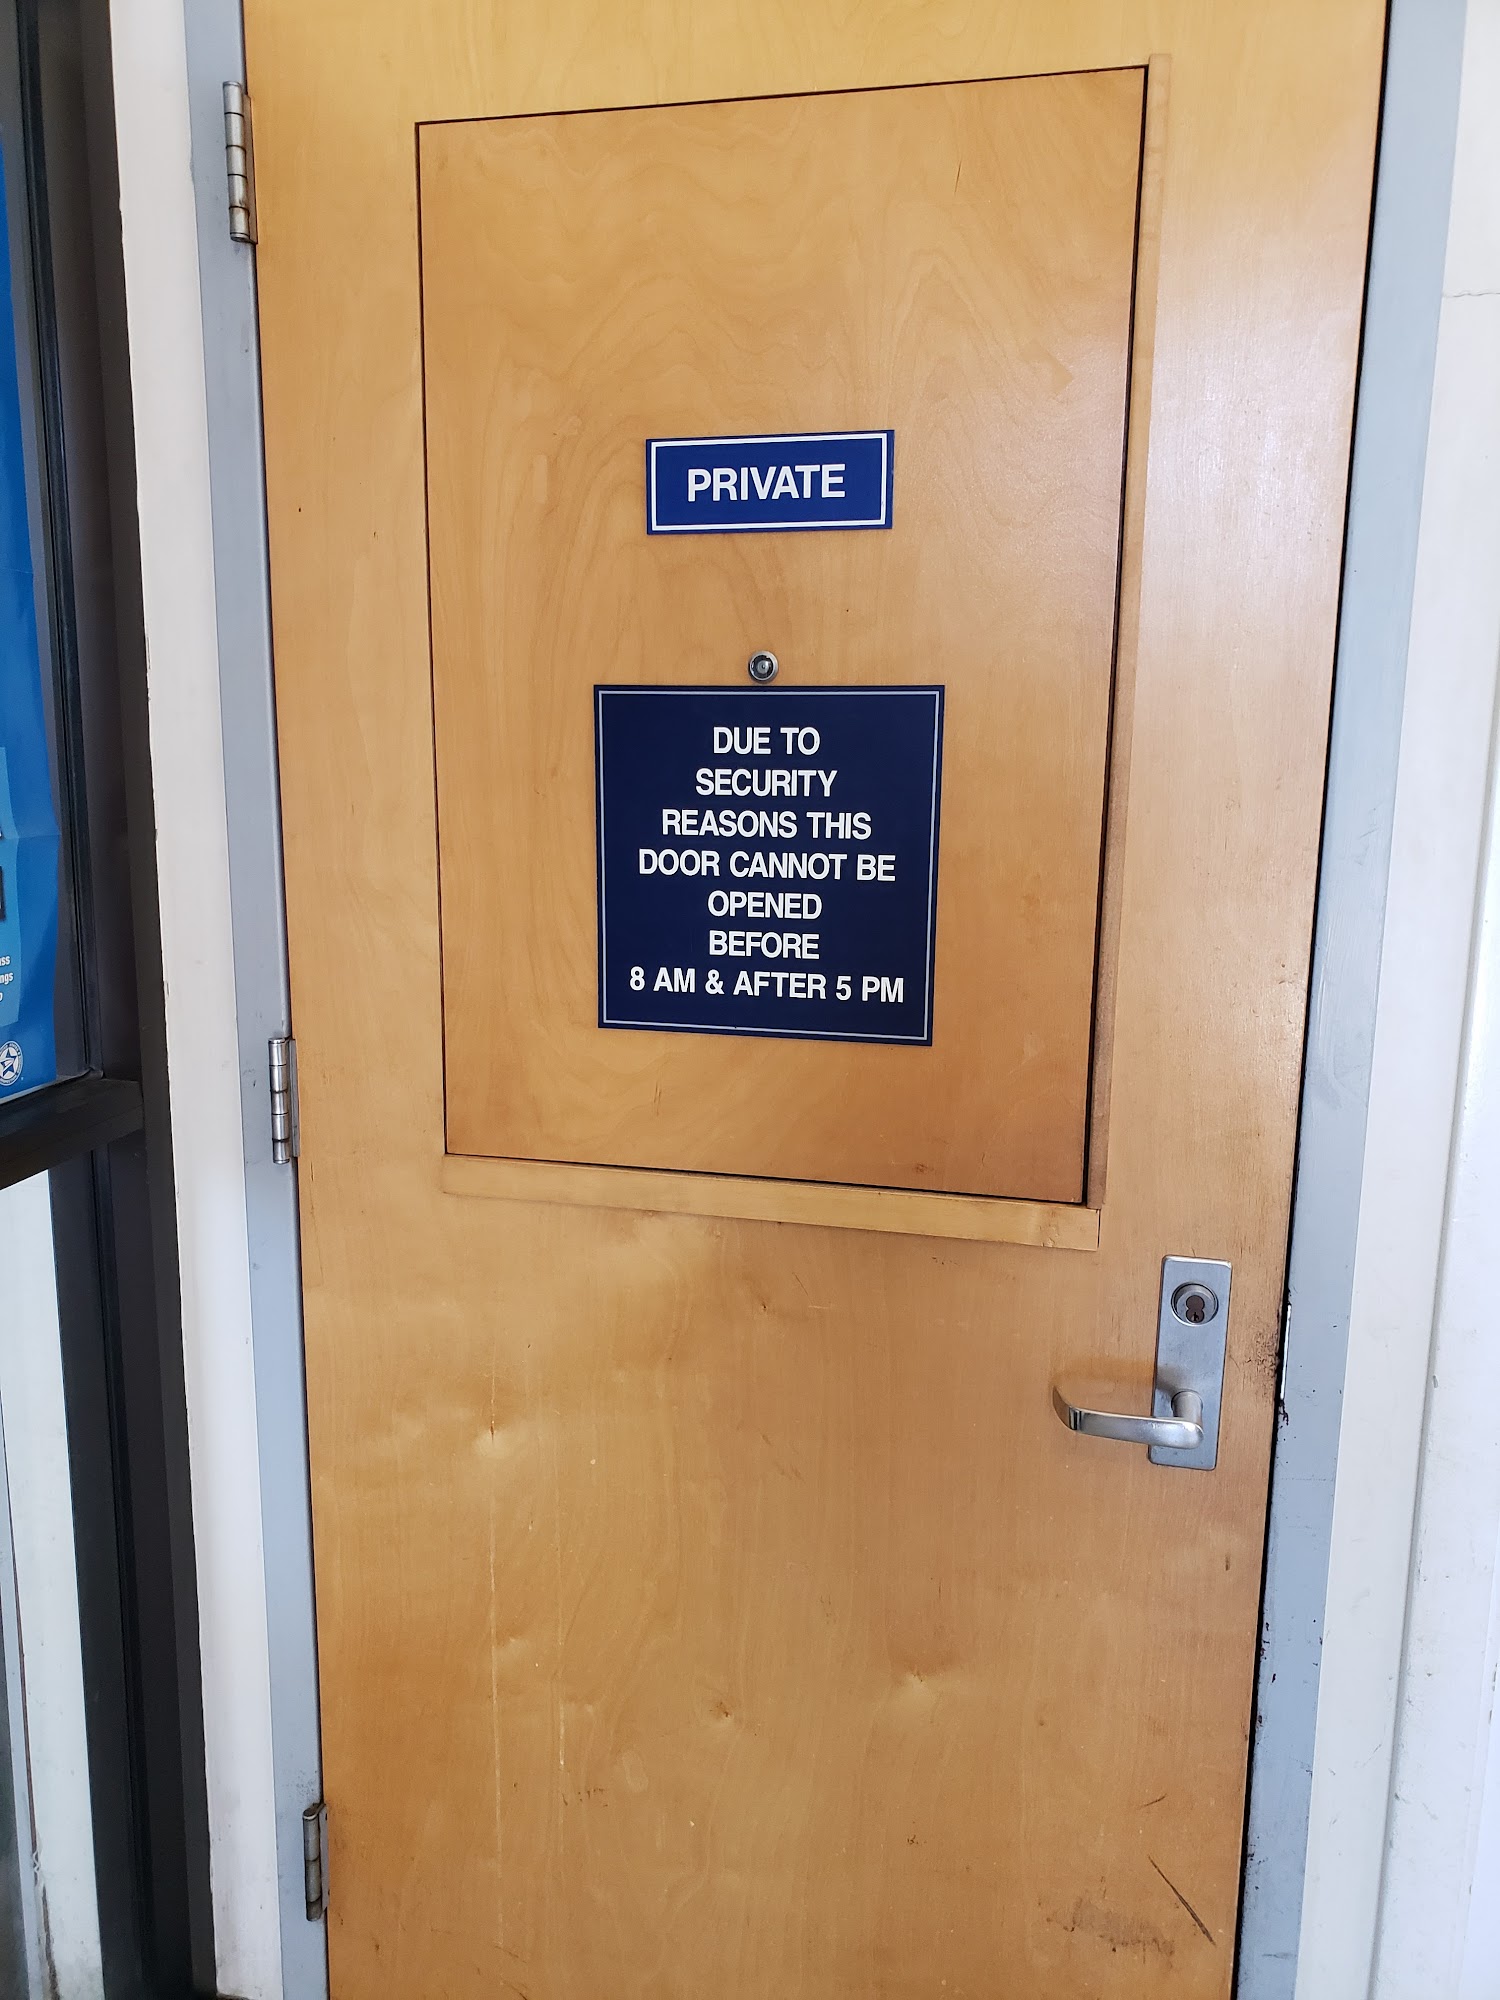 PRIVATE
DUE TO
SECURITY
REASONS THIS
DOOR CANNOT BE
OPENED
BEFORE
8 AM & AFTER 5 PM